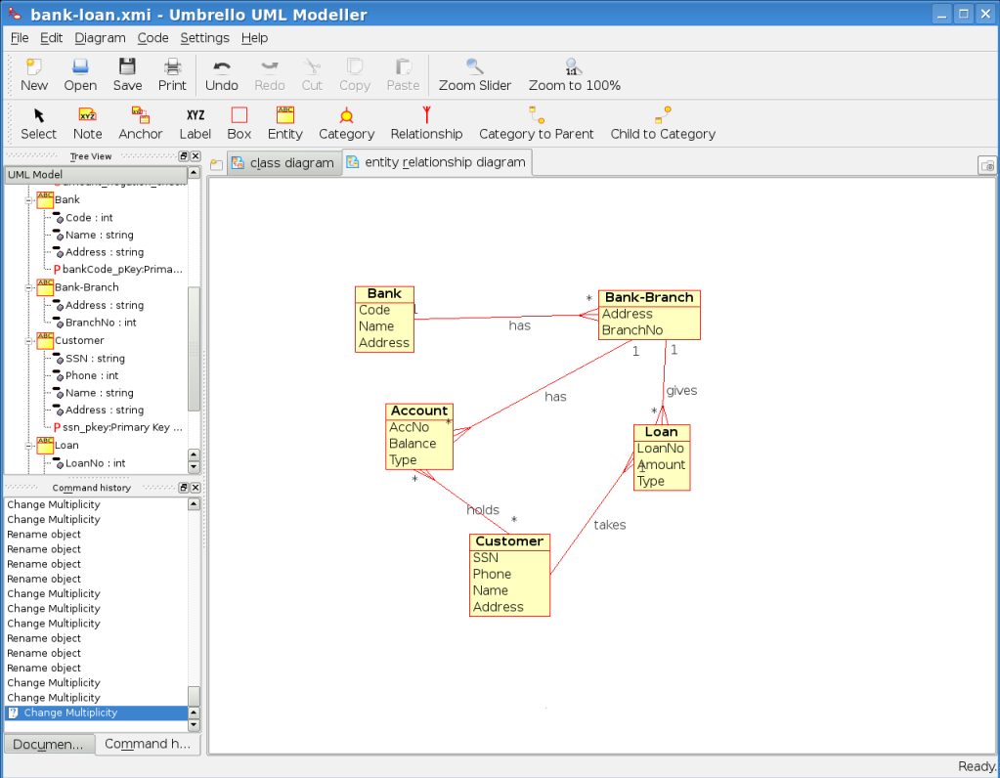 bank-loan.xmi - Umbrello UML Modeller
File Edit Diagram Code Settings Help
New Open Save Print Undo Redo Cut Copy Paste Zoom Slider Zoom to 100%
Select Note Anchor Label Box Entity Category Relationship Category to Parent Child to Category
Tree View
class diagram
entity relationship diagram
UML Model
Bank
Code : int
Name : string
Address : string
bankCode_pKey:Prima...
Bank-Branch
Address : string
BranchNo : int
Customer
SSN : string
Phone : int
Name : string
Address : string
ssn_pkey:Primary Key ...
Loan
LoanNo : int
Command history
Change Multiplicity
Change Multiplicity
Rename object
Rename object
Rename object
Rename object
Change Multiplicity
Change Multiplicity
Change Multiplicity
Rename object
Rename object
Rename object
Change Multiplicity
Change Multiplicity
Change Multiplicity
Documen...
Command h...
Bank
Code
Name
Address
1
has
*
Bank-Branch
Address
BranchNo
1
1
has
gives
*
Account
AccNo
Balance
Type
*
*
Loan
LoanNo
Amount
Type
1
holds
*
takes
Customer
SSN
Phone
Name
Address
Ready.